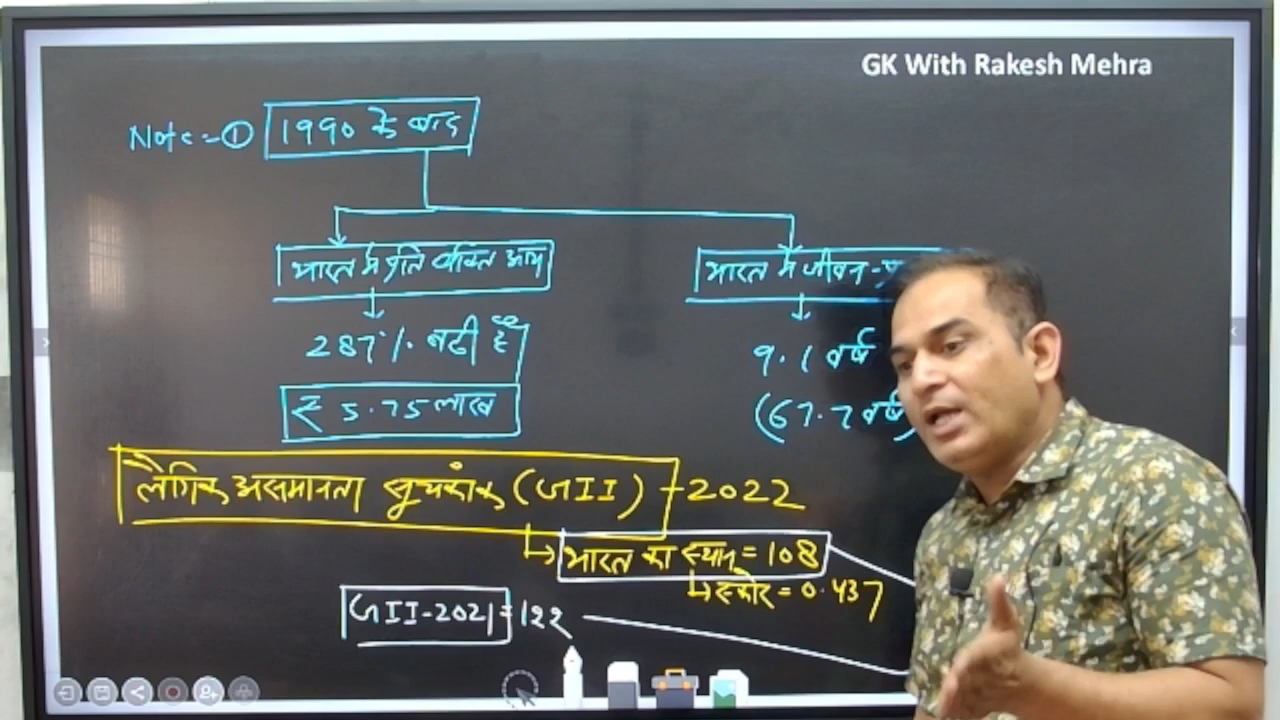 GK With Rakesh Mehra
Note:- ① 1990 के बाद
भारत मे प्रति व्यक्ति आय
भारत मे जीवन-
287% बढी है
9.1 वर्ष
₹ 5.75 लाख
(67.7 वर्ष)
लैंगिक असमानता सूचकांक (GII) - 2022
↳ भारत का स्थान = 108
↳ स्कोर = 0.437
GII-2021 = 122